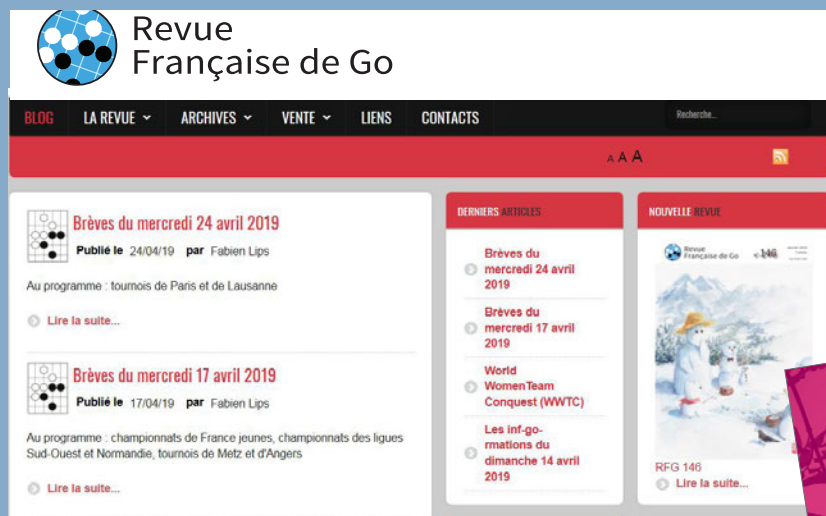 Revue
Française de Go
BLOG LA REVUE ARCHIVES VENTE LIENS CONTACTS
Recherche...
A A A
Brèves du mercredi 24 avril 2019
Publié le 24/04/19 par Fabien Lips
Au programme : tournois de Paris et de Lausanne
Lire la suite...
Brèves du mercredi 17 avril 2019
Publié le 17/04/19 par Fabien Lips
Au programme : championnats de France jeunes, championnats des ligues
Sud-Ouest et Normandie, tournois de Metz et d'Angers
Lire la suite...
DERNIERS ARTICLES
Brèves du
mercredi 24 avril
2019
Brèves du
mercredi 17 avril
2019
World
WomenTeam
Conquest (WWTC)
Les inf-go-
rmations du
dimanche 14 avril
2019
NOUVELLE REVUE
Revue
Française de Go
146
RFG 146
Lire la suite...